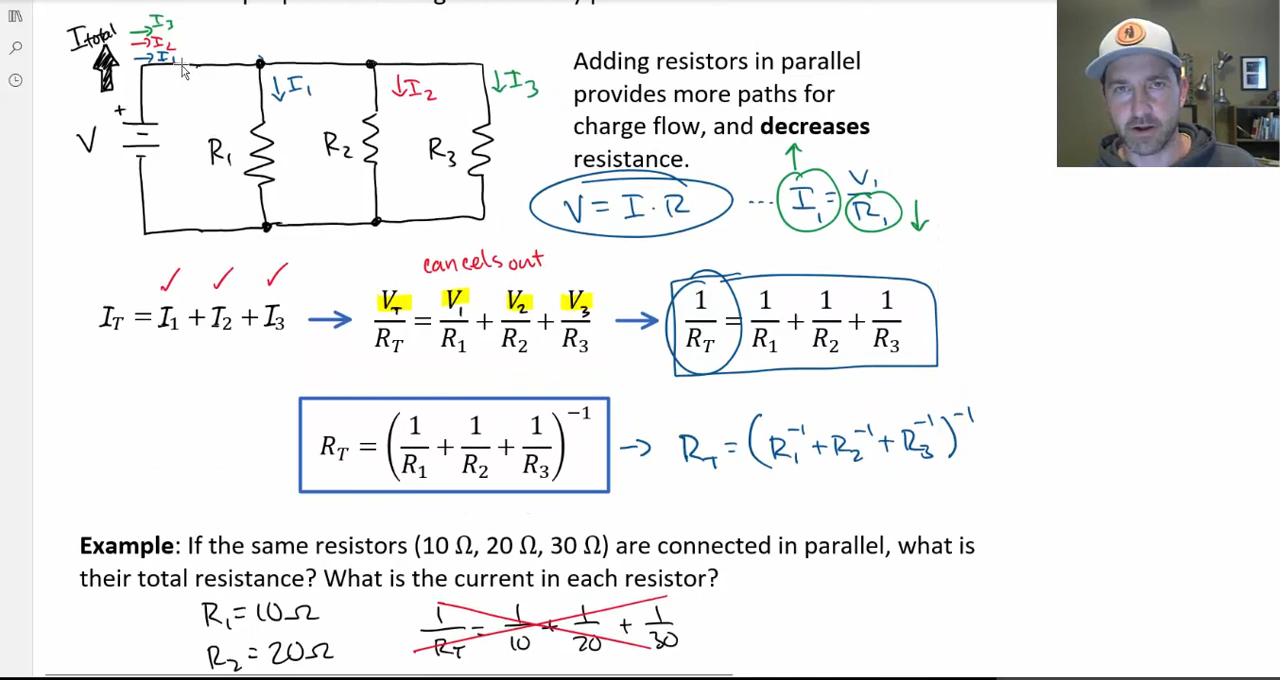 I total → I3
→ I2
→ I1
+
V
↓I1
↓I2
↓I3
R1
R2
R3
Adding resistors in parallel
provides more paths for
charge flow, and decreases
resistance.
V = I · R ... I1 = V1/R1 ↓
cancels out
IT = I1 + I2 + I3 → VT/RT = V1/R1 + V2/R2 + V3/R3 → 1/RT = 1/R1 + 1/R2 + 1/R3
RT = (1/R1 + 1/R2 + 1/R3)^-1 → RT = (R1^-1 + R2^-1 + R3^-1)^-1
Example: If the same resistors (10 Ω, 20 Ω, 30 Ω) are connected in parallel, what is
their total resistance? What is the current in each resistor?
R1 = 10Ω
R2 = 20Ω
1/RT = 1/10 + 1/20 + 1/30